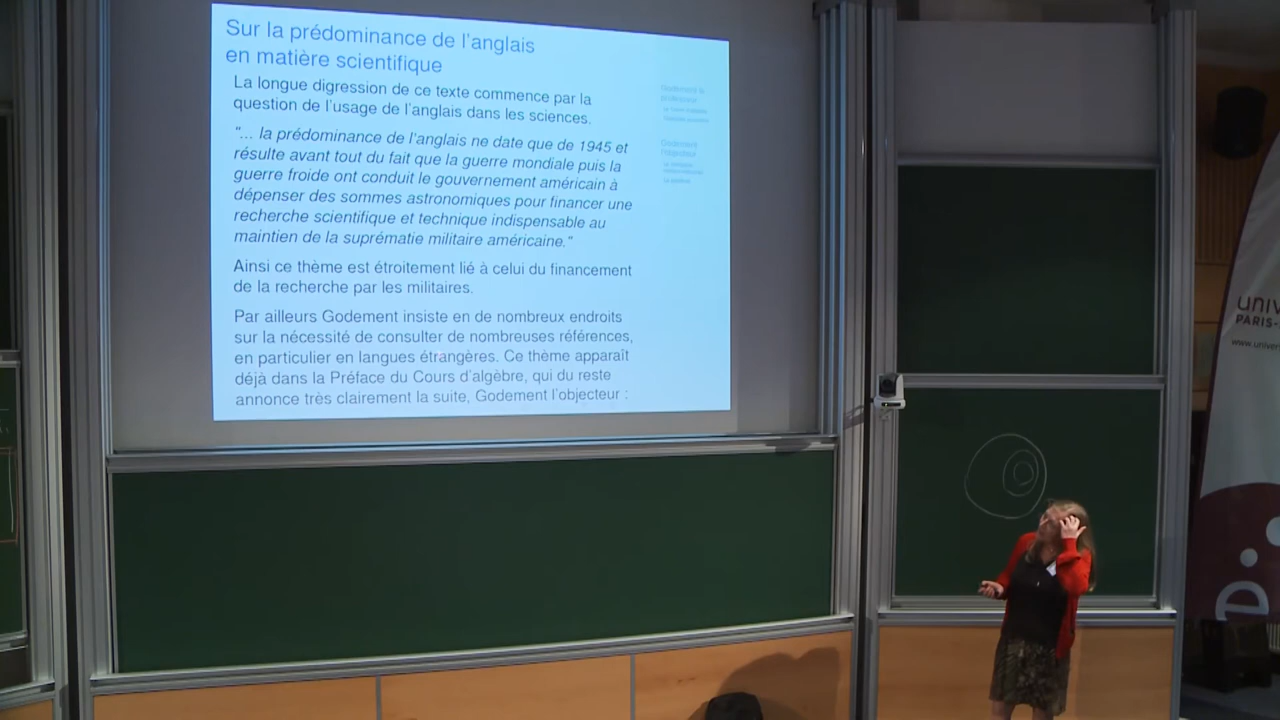 Sur la prédominance de l'anglais
en matière scientifique
La longue digression de ce texte commence par la
question de l'usage de l'anglais dans les sciences.
"... la prédominance de l'anglais ne date que de 1945 et
résulte avant tout du fait que la guerre mondiale puis la
guerre froide ont conduit le gouvernement américain à
dépenser des sommes astronomiques pour financer une
recherche scientifique et technique indispensable au
maintien de la suprématie militaire américaine."
Ainsi ce thème est étroitement lié à celui du financement
de la recherche par les militaires.
Par ailleurs Godement insiste en de nombreux endroits
sur la nécessité de consulter de nombreuses références,
en particulier en langues étrangères. Ce thème apparaît
déjà dans la Préface du Cours d'algèbre, qui du reste
annonce très clairement la suite, Godement l'objecteur :
Godement
l'objecteur
univ
PARIS-
www.univer
e